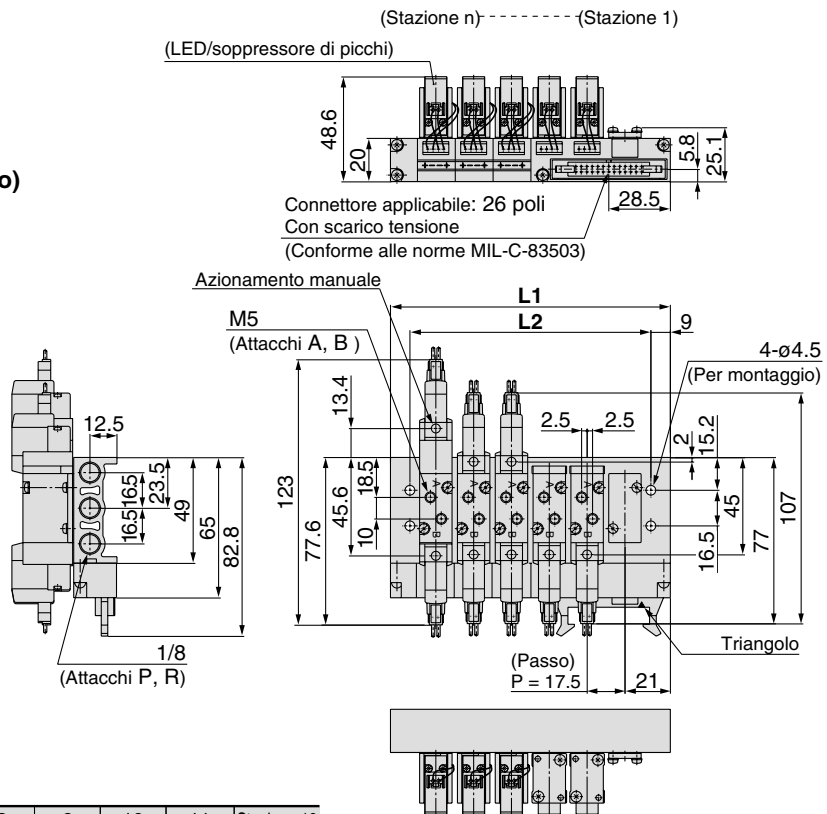 (Stazione n)
(Stazione 1)
(LED/soppressore di picchi)
48.6
20
5.8
25.1
28.5
o)
Connettore applicabile: 26 poli
Con scarico tensione
(Conforme alle norme MIL-C-83503)
Azionamento manuale
L1
M5
(Attacchi A, B )
L2
9
4-ø4.5
(Per montaggio)
13.4
2.5
2.5
2
15.2
12.5
123
77.6
45.6
18.5
10
A
A
A
A
A
B
B
B
B
B
16.5
45
77
107
16.5
16.5
23.5
49
65
82.8
1/8
(Attacchi P, R)
(Passo)
P = 17.5
21
Triangolo